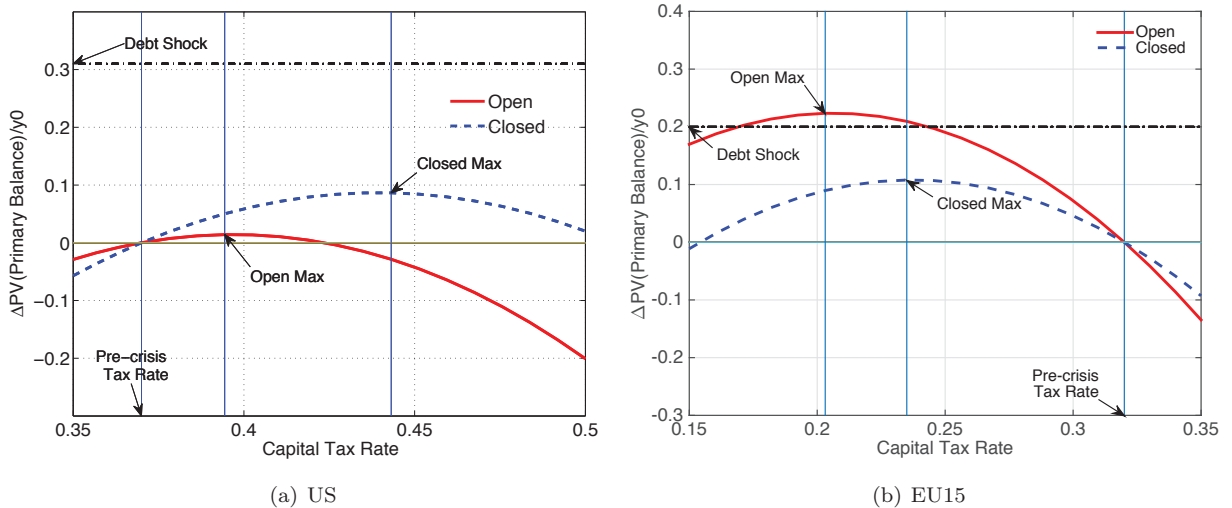 ΔPV(Primary Balance)/y0
0.3
0.2
0.1
0
−0.1
−0.2
Debt Shock
Open
Closed
Closed Max
Open Max
Pre−crisis
Tax Rate
0.35
0.4
0.45
0.5
Capital Tax Rate
(a) US
ΔPV(Primary Balance)/y0
0.4
0.3
0.2
0.1
0
-0.1
-0.2
-0.3
Open
Closed
Open Max
Debt Shock
Closed Max
Pre-crisis
Tax Rate
0.15
0.2
0.25
0.3
0.35
Capital Tax Rate
(b) EU15